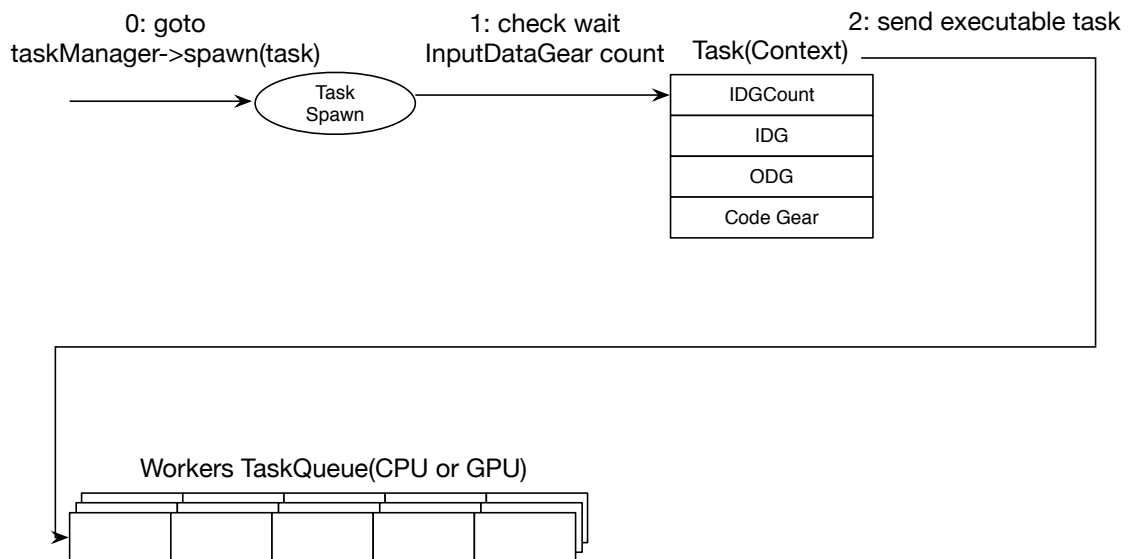 0: goto
taskManager->spawn(task)
1: check wait
InputDataGear count
Task(Context)
2: send executable task
Task
Spawn
IDGCount
IDG
ODG
Code Gear
Workers TaskQueue(CPU or GPU)